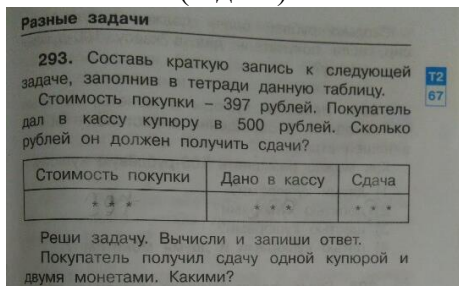 Разные задачи
293. Составь краткую запись к следующей
задаче, заполнив в тетради данную таблицу.
Стоимость покупки – 397 рублей. Покупатель
дал в кассу купюру в 500 рублей. Сколько
рублей он должен получить сдачи?
Т2
67
Стоимость покупки Дано в кассу Сдача
* * * * * * * * *
Реши задачу. Вычисли и запиши ответ.
Покупатель получил сдачу одной купюрой и
двумя монетами. Какими?